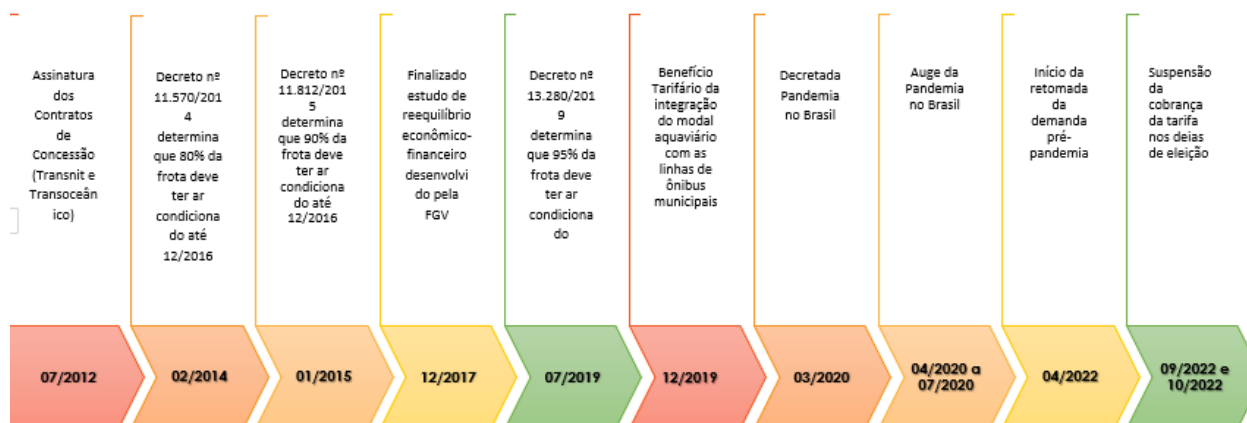 Assinatura
dos
Contratos
de
Concessão
(Transnit e
Transoceân
ico)
Decreto nº
11.570/201
4
determina
que 80% da
frota deve
ter ar
condiciona
do até
12/2016
Decreto nº
11.812/201
5
determina
que 90% da
frota deve
ter ar
condiciona
do até
12/2016
Finalizado
estudo de
reequilíbrio
econômico-
financeiro
desenvolvi
do pela
FGV
Decreto nº
13.280/201
9
determina
que 95% da
frota deve
ter ar
condiciona
do
Benefício
Tarifário da
integração
do modal
aquaviário
com as
linhas de
ônibus
municipais
Decretada
Pandemia
no Brasil
Auge da
Pandemia
no Brasil
Início da
retomada
da
demanda
pré-
pandemia
Suspensão
da
cobrança
da tarifa
nos deias
de eleição
07/2012
02/2014
01/2015
12/2017
07/2019
12/2019
03/2020
04/2020 a
07/2020
04/2022
09/2022 e
10/2022